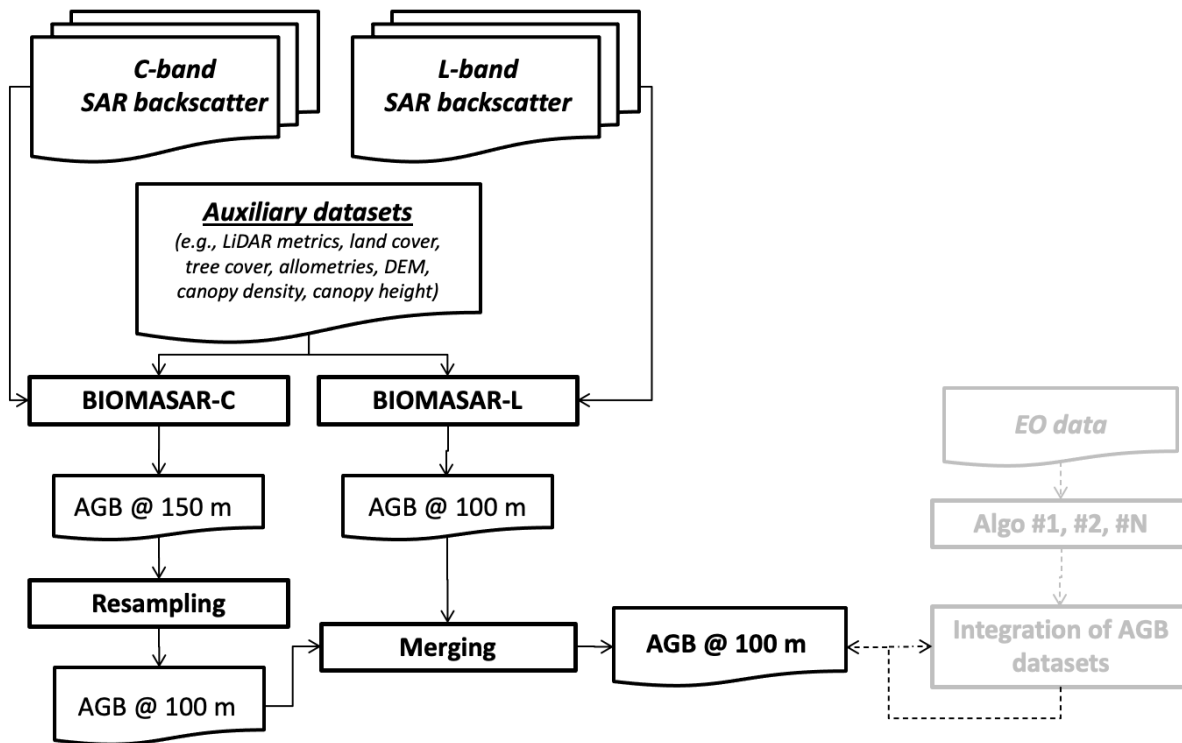 C-band
SAR backscatter
L-band
SAR backscatter
Auxiliary datasets
(e.g., LiDAR metrics, land cover,
tree cover, allometries, DEM,
canopy density, canopy height)
BIOMASAR-C
BIOMASAR-L
EO data
AGB @ 150 m
AGB @ 100 m
Algo #1, #2, #N
Resampling
Merging
AGB @ 100 m
Integration of AGB
datasets
AGB @ 100 m